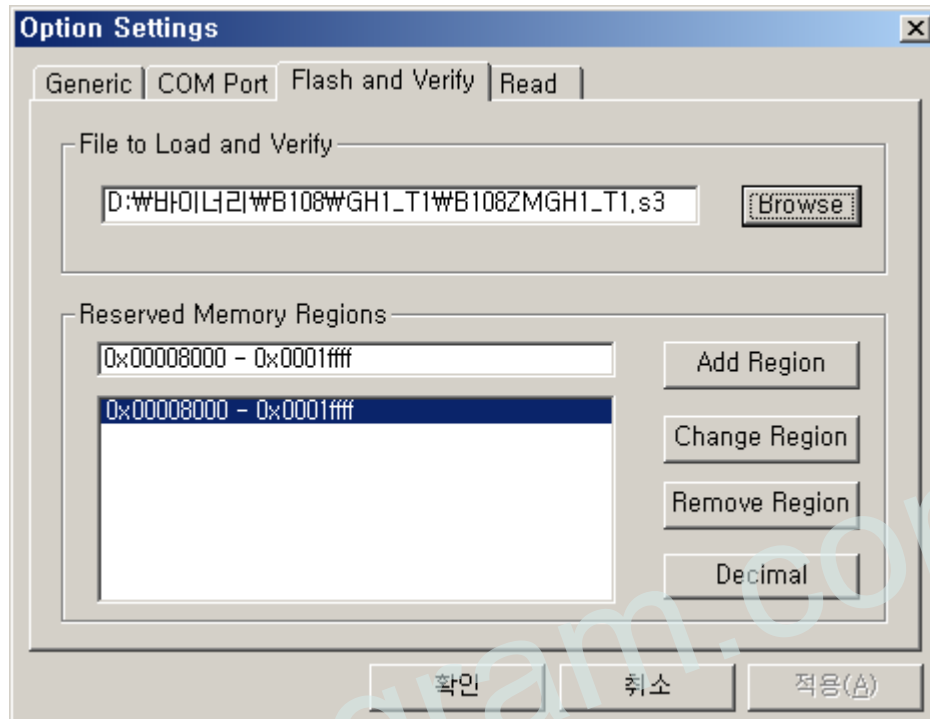 Option Settings
Generic COM Port Flash and Verify Read
File to Load and Verify
D:₩바이너리₩B108₩GH1_T1₩B108ZMGH1_T1.s3 Browse
Reserved Memory Regions
0x00008000 - 0x0001ffff Add Region
0x00008000 - 0x0001ffff
Change Region
Remove Region
Decimal
확인 취소 적용(A)
gram.com